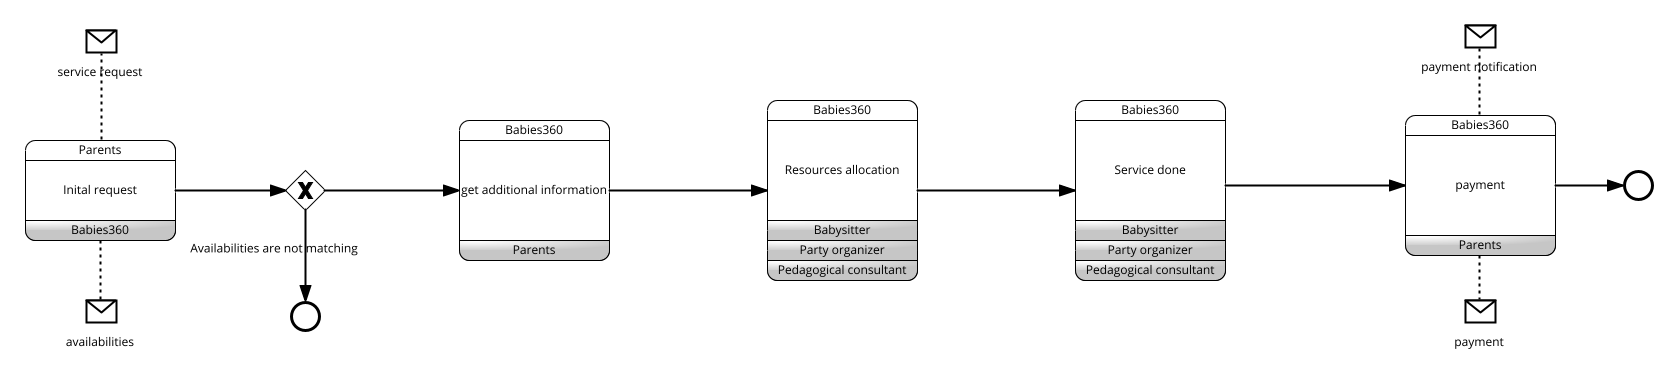 service request
Parents
Inital request
Babies360
availabilities
X
Availabilities are not matching
Babies360
get additional information
Parents
Babies360
Resources allocation
Babysitter
Party organizer
Pedagogical consultant
Babies360
Service done
Babysitter
Party organizer
Pedagogical consultant
payment notification
Babies360
payment
Parents
payment